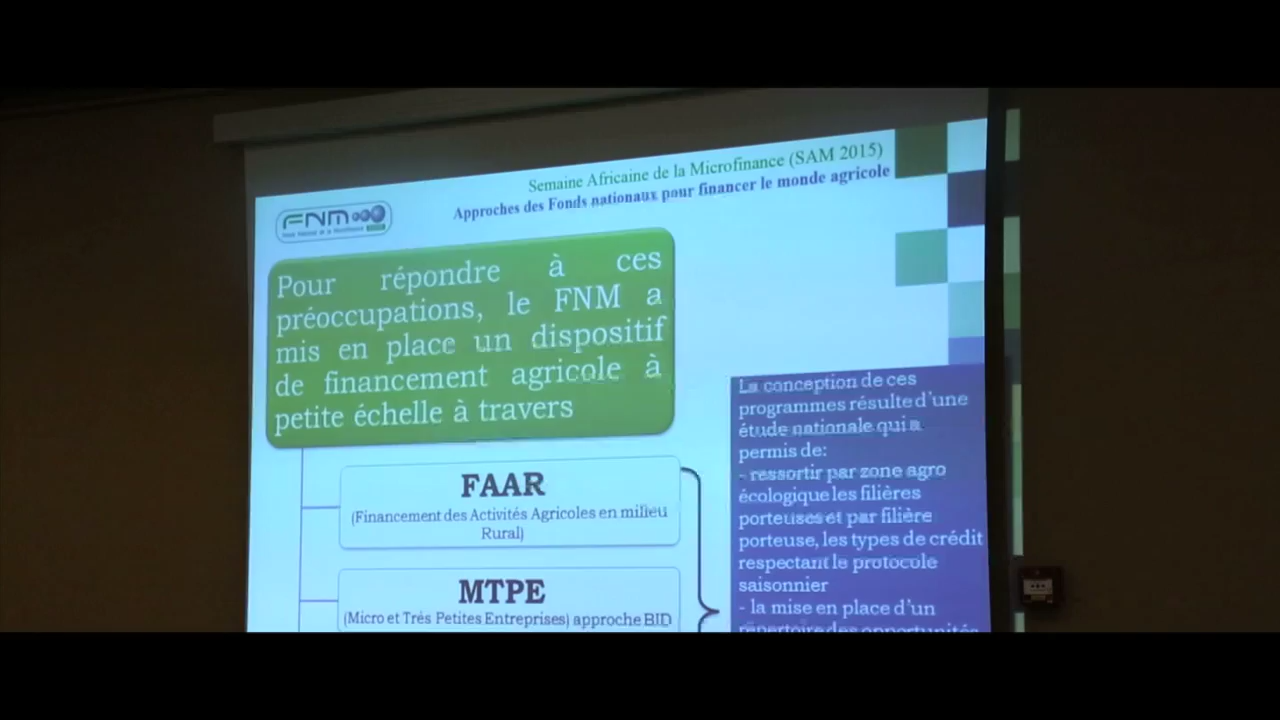 Semaine Africaine de la Microfinance (SAM 2015)
Approches des Fonds nationaux pour financer le monde agricole
FNM
Pour répondre à ces
préoccupations, le FNM a
mis en place un dispositif
de financement agricole à
petite échelle à travers
FAAR
(Financement des Activités Agricoles en milieu
Rural)
MTPE
(Micro et Trés Petites Entreprises) approche BID
La conception de ces
programmes résulte d'une
étude nationale qui a
permis de:
- ressortir par zone agro
écologique les filières
porteuses et par filière
porteuse, les types de crédit
respectant le protocole
saisonnier
- la mise en place d'un
répertoire des opportunités